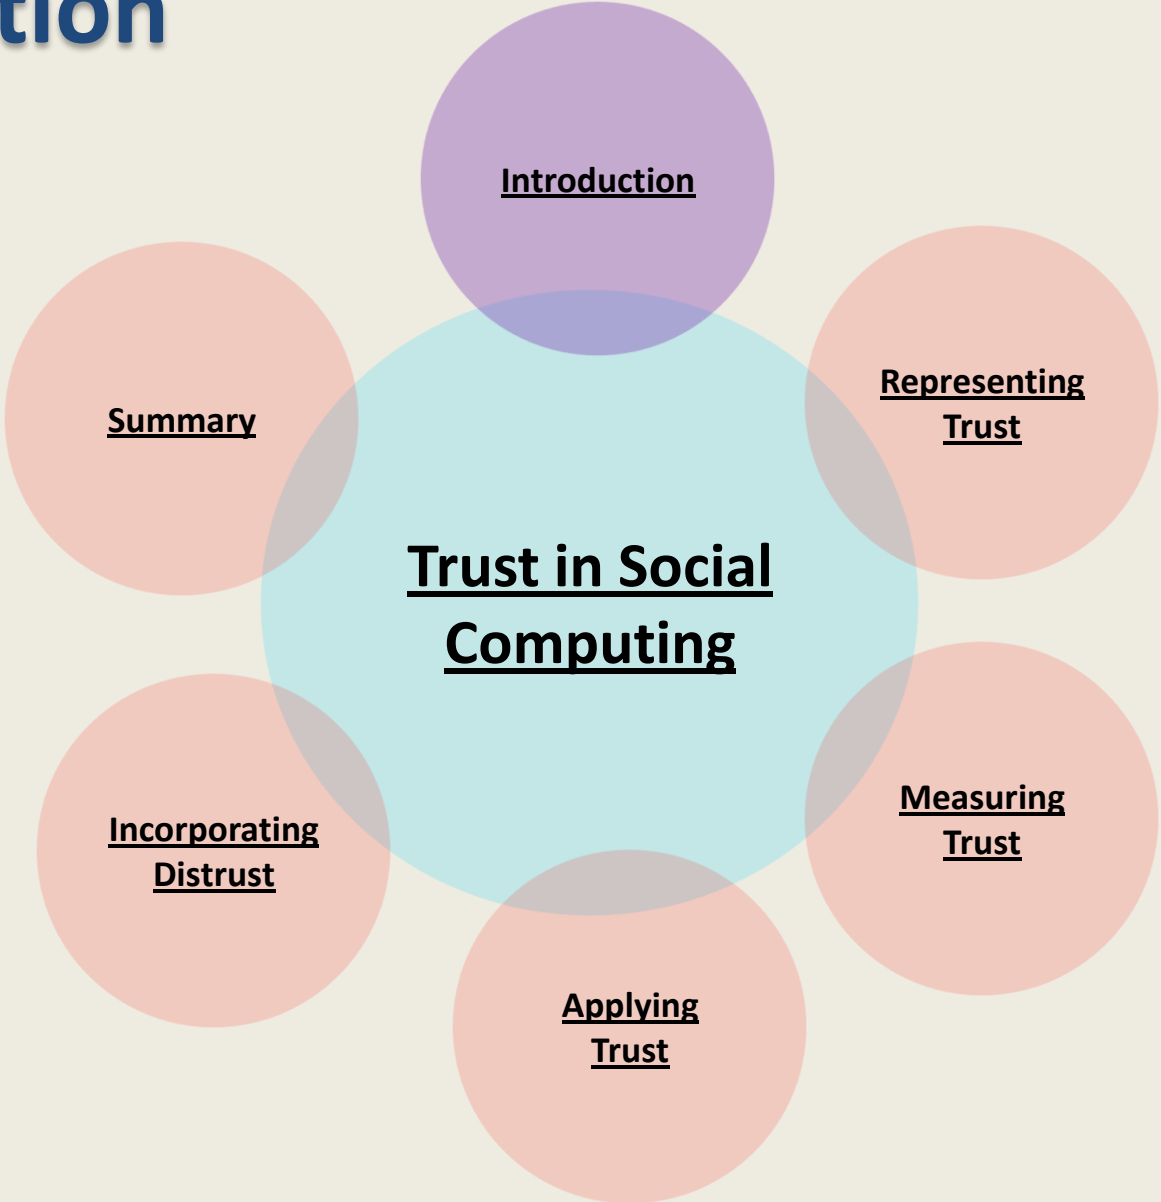 tion
Introduction
Representing
Trust
Summary
Trust in Social
Computing
Measuring
Trust
Incorporating
Distrust
Applying
Trust